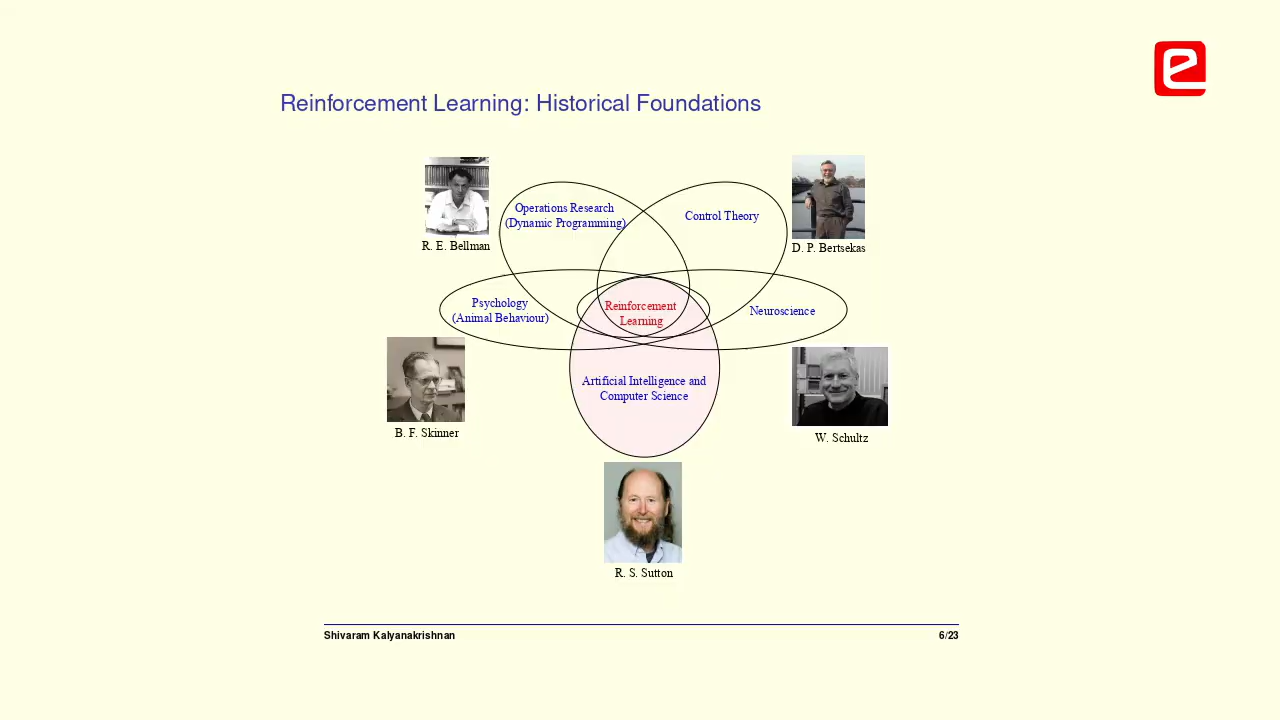 Reinforcement Learning: Historical Foundations
Operations Research
(Dynamic Programming)
Control Theory
R. E. Bellman
D. P. Bertsekas
Psychology
(Animal Behaviour)
Reinforcement
Learning
Neuroscience
Artificial Intelligence and
Computer Science
B. F. Skinner
W. Schultz
R. S. Sutton
Shivaram Kalyanakrishnan
6/23
e